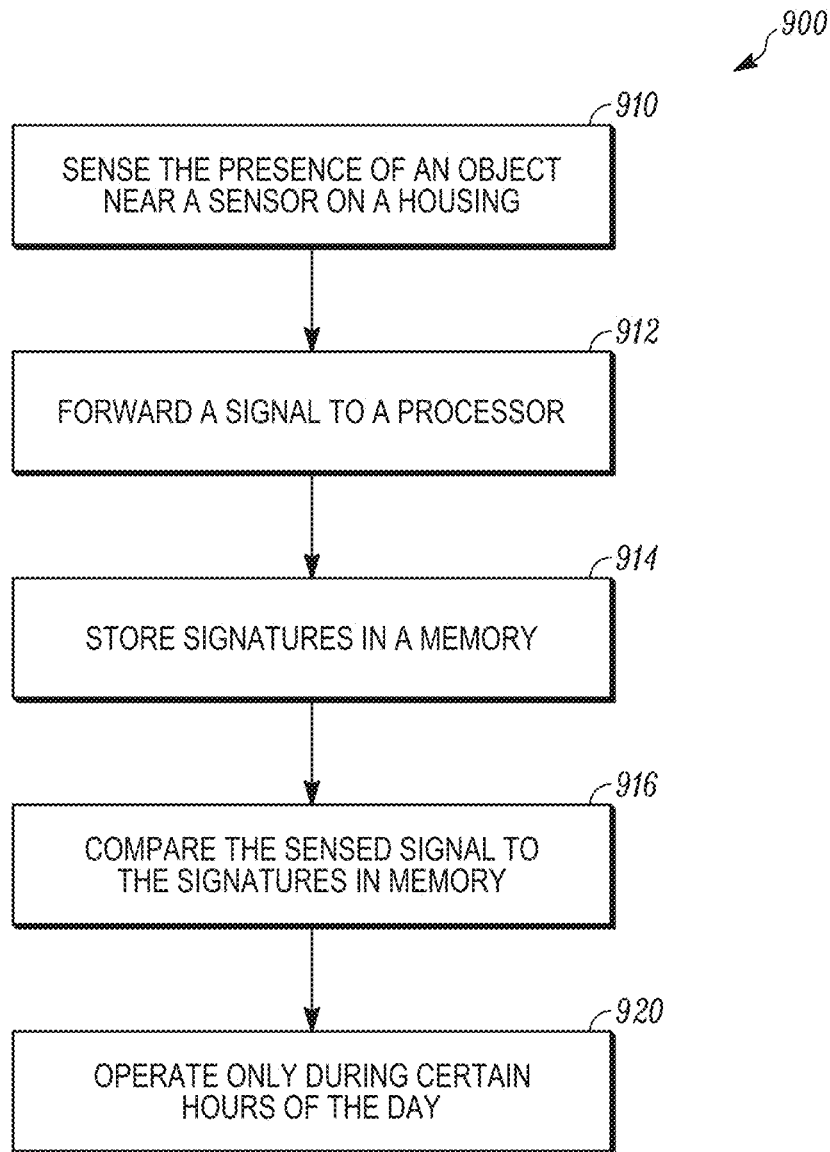 900
910
SENSE THE PRESENCE OF AN OBJECT
NEAR A SENSOR ON A HOUSING
912
FORWARD A SIGNAL TO A PROCESSOR
914
STORE SIGNATURES IN A MEMORY
916
COMPARE THE SENSED SIGNAL TO
THE SIGNATURES IN MEMORY
920
OPERATE ONLY DURING CERTAIN
HOURS OF THE DAY